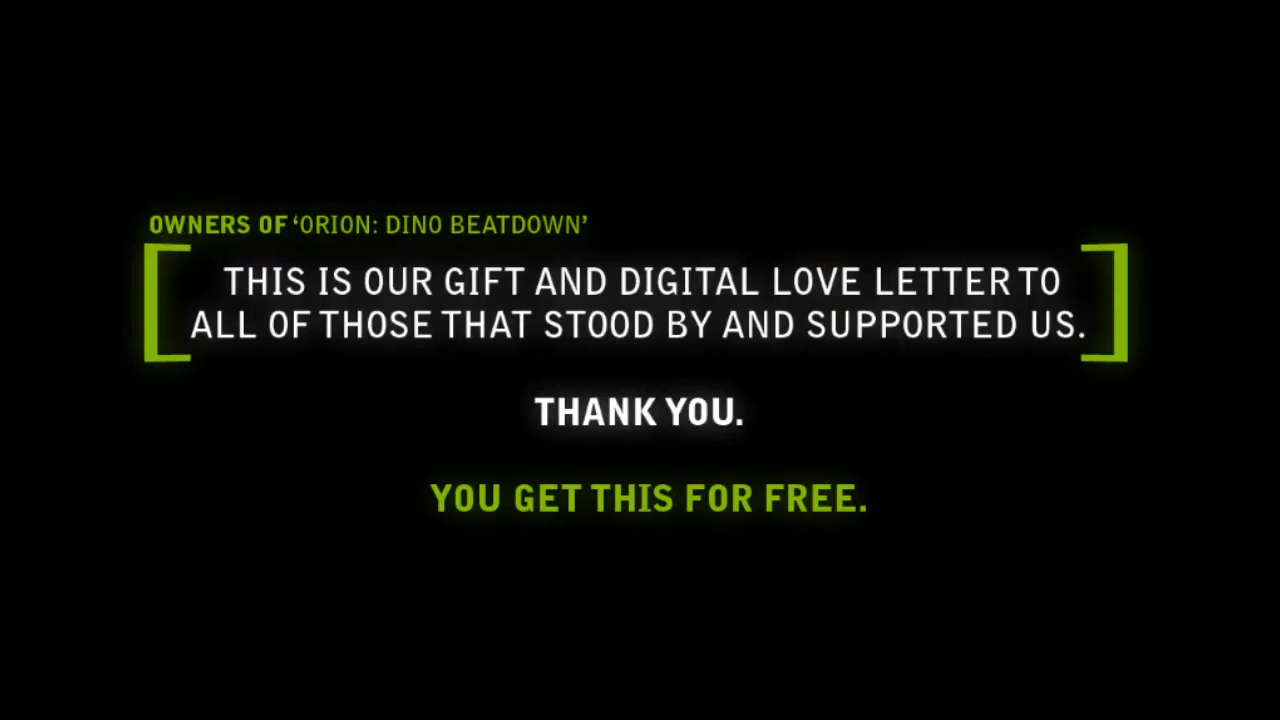 OWNERS OF ‘ORION: DINO BEATDOWN’
THIS IS OUR GIFT AND DIGITAL LOVE LETTER TO
ALL OF THOSE THAT STOOD BY AND SUPPORTED US.
THANK YOU.
YOU GET THIS FOR FREE.